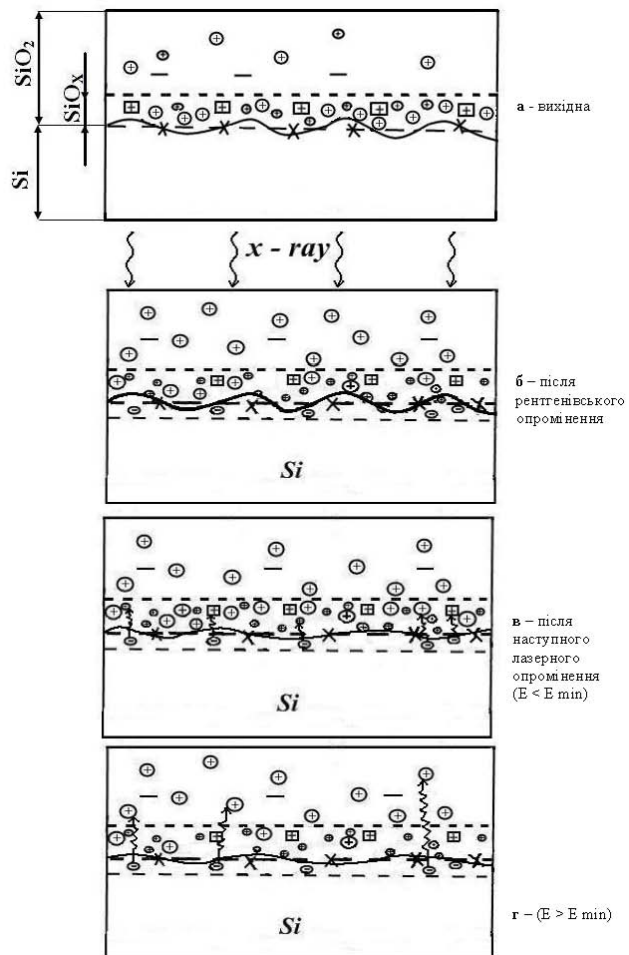 SiO2
SiOX
Si
а - вихідна
x - ray
б – після
рентгенівського
опромінення
Si
в – після
наступного
лазерного
опромінення
(E < E min)
Si
г – (E > E min)
Si